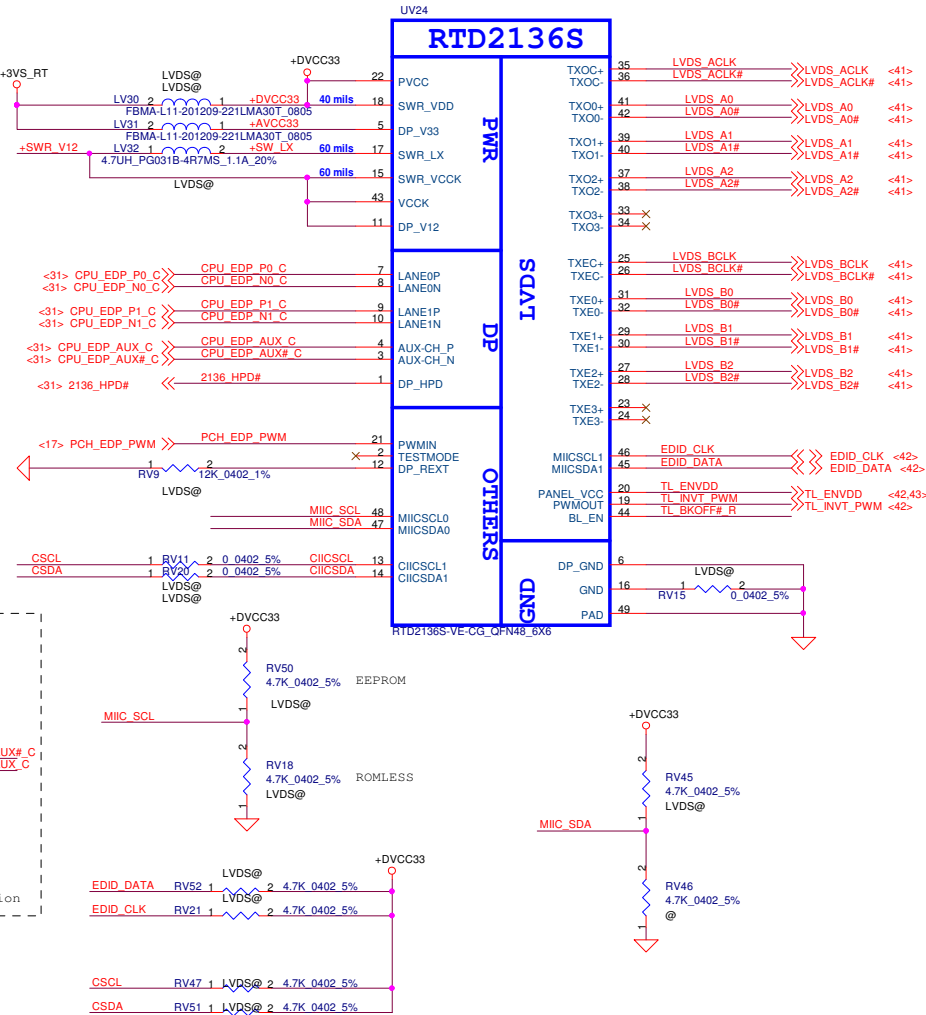 UV24
RTD2136S
+3VS_RT
LVDS@
LVDS@
+DVCC33
LV30 2 1 +DVCC33 40 mils
FBMA-L11-201209-221LMA30T_0805
LV31 2 1 +AVCC33
FBMA-L11-201209-221LMA30T_0805
+SWR_V12 LV32 1 2 +SW_LX 60 mils
4.7UH_PG031B-4R7MS_1.1A_20%
60 mils
LVDS@
22 PVCC
18 SWR_VDD
5 DP_V33
17 SWR_LX
15 SWR_VCCK
43 VCCK
11 DP_V12
PWR
<31> CPU_EDP_P0_C CPU_EDP_P0_C 7 LANE0P
<31> CPU_EDP_N0_C CPU_EDP_N0_C 8 LANE0N
<31> CPU_EDP_P1_C CPU_EDP_P1_C 9 LANE1P
<31> CPU_EDP_N1_C CPU_EDP_N1_C 10 LANE1N
<31> CPU_EDP_AUX_C CPU_EDP_AUX_C 4 AUX-CH_P
<31> CPU_EDP_AUX#_C CPU_EDP_AUX#_C 3 AUX-CH_N
<31> 2136_HPD# 2136_HPD# 1 DP_HPD
DP
<17> PCH_EDP_PWM PCH_EDP_PWM 21 PWMIN
2 TESTMODE
1 RV9 2 12K_0402_1% 12 DP_REXT
LVDS@
MIIC_SCL 48 MIICSCL0
MIIC_SDA 47 MIICSDA0
CSCL 1 RV11 2 0_0402_5% CIICSCL 13 CIICSCL1
CSDA 1 RV20 2 0_0402_5% CIICSDA 14 CIICSDA1
LVDS@
LVDS@
OTHERS
RTD2136S-VE-CG_QFN48_6X6
LVDS
TXOC+ 35 LVDS_ACLK LVDS_ACLK <41>
TXOC- 36 LVDS_ACLK# LVDS_ACLK# <41>
TXO0+ 41 LVDS_A0 LVDS_A0 <41>
TXO0- 42 LVDS_A0# LVDS_A0# <41>
TXO1+ 39 LVDS_A1 LVDS_A1 <41>
TXO1- 40 LVDS_A1# LVDS_A1# <41>
TXO2+ 37 LVDS_A2 LVDS_A2 <41>
TXO2- 38 LVDS_A2# LVDS_A2# <41>
TXO3+ 33
TXO3- 34
TXEC+ 25 LVDS_BCLK LVDS_BCLK <41>
TXEC- 26 LVDS_BCLK# LVDS_BCLK# <41>
TXE0+ 31 LVDS_B0 LVDS_B0 <41>
TXE0- 32 LVDS_B0# LVDS_B0# <41>
TXE1+ 29 LVDS_B1 LVDS_B1 <41>
TXE1- 30 LVDS_B1# LVDS_B1# <41>
TXE2+ 27 LVDS_B2 LVDS_B2 <41>
TXE2- 28 LVDS_B2# LVDS_B2# <41>
TXE3+ 23
TXE3- 24
MIICSCL1 46 EDID_CLK EDID_CLK <42>
MIICSDA1 45 EDID_DATA EDID_DATA <42>
PANEL_VCC 20 TL_ENVDD TL_ENVDD <42,43>
PWMOUT 19 TL_INVT_PWM TL_INVT_PWM <42>
BL_EN 44 TL_BKOFF#_R
GND
DP_GND 6
GND 16 RV15 1 LVDS@ 2 0_0402_5%
PAD 49
+DVCC33
2
RV50
4.7K_0402_5% EEPROM
LVDS@
1
MIIC_SCL
2
RV18
4.7K_0402_5% ROMLESS
LVDS@
1
UX#_C
UX_C
ion
+DVCC33
2
RV45
4.7K_0402_5%
LVDS@
1
MIIC_SDA
2
RV46
4.7K_0402_5%
@
1
+DVCC33
LVDS@
EDID_DATA RV52 1 2 4.7K_0402_5%
LVDS@
EDID_CLK RV21 1 2 4.7K_0402_5%
CSCL RV47 1 LVDS@ 2 4.7K_0402_5%
CSDA RV51 1 LVDS@ 2 4.7K_0402_5%